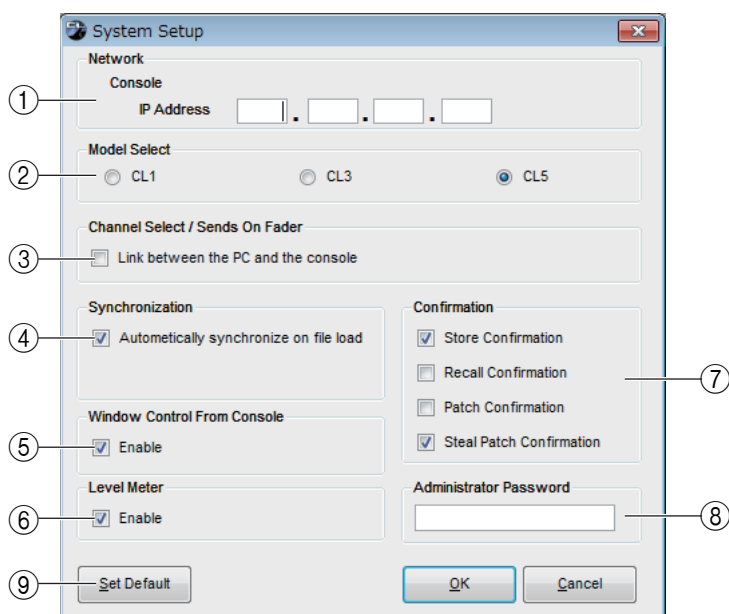 System Setup
Network
Console
① IP Address . . .
Model Select
② CL1 CL3 CL5
Channel Select / Sends On Fader
③ Link between the PC and the console
Synchronization
④ Autometically synchronize on file load
Confirmation
Store Confirmation
Recall Confirmation
⑦
Patch Confirmation
Steal Patch Confirmation
Window Control From Console
⑤ Enable
Level Meter
⑥ Enable
Administrator Password
⑧
⑨ Set Default OK Cancel